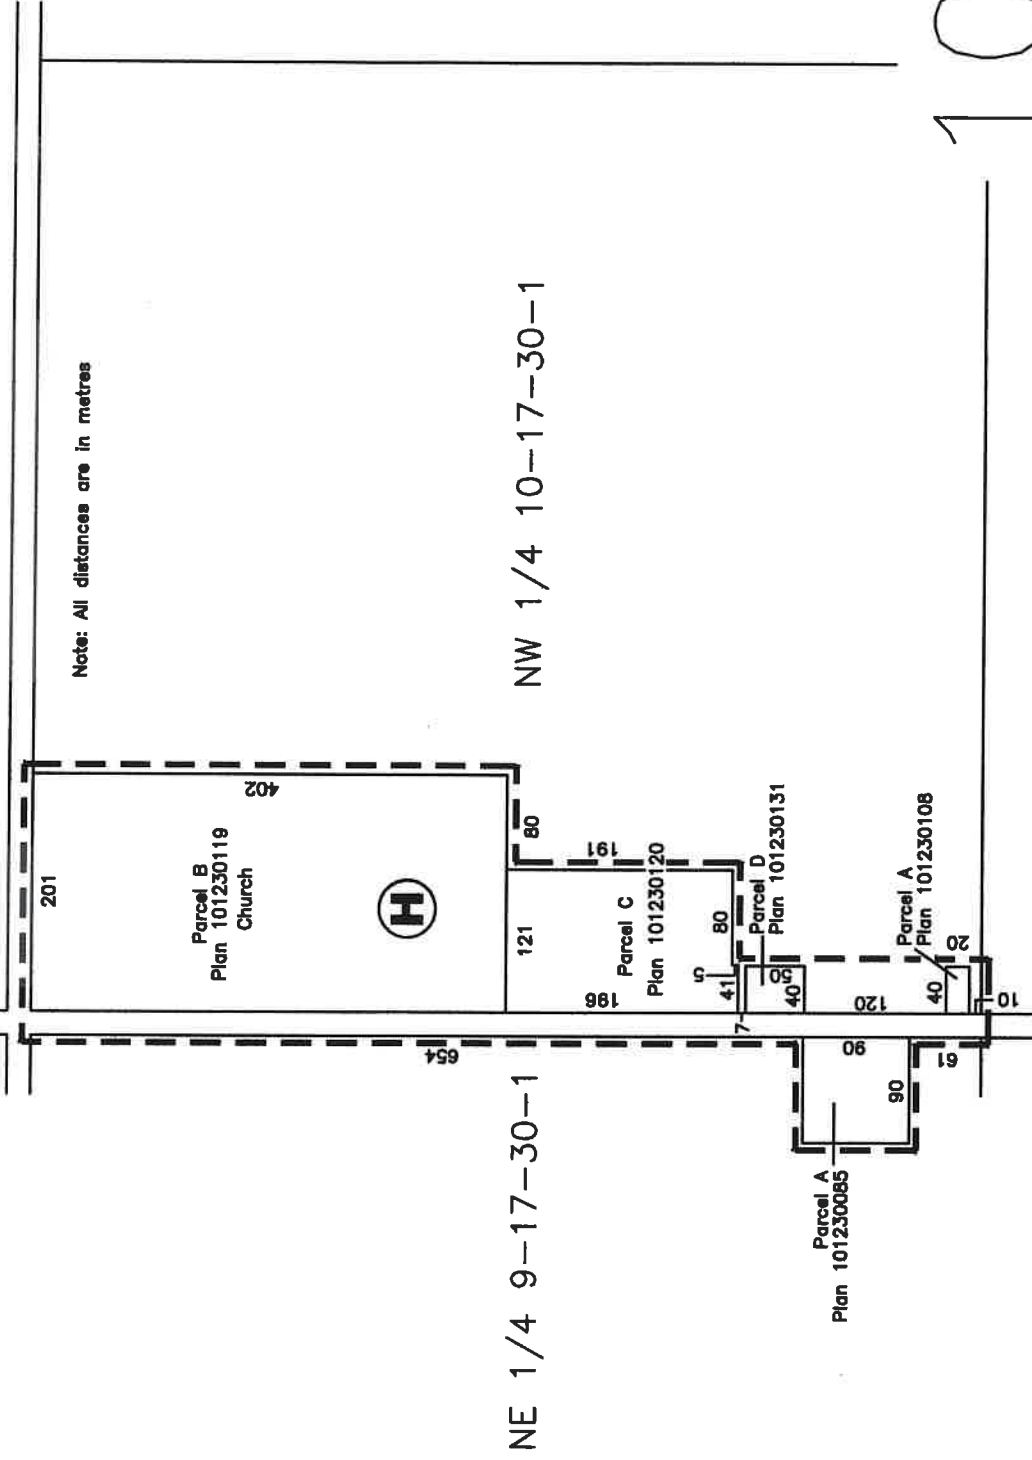 Note: All distances are in metres
201
Parcel B
Plan 101230119
Church
402
H
80
121
Parcel C
Plan 101230120
191
196
80
5
41
7
Parcel D
Plan 101230131
50
40
120
Parcel A
Plan 101230108
40
20
10
654
90
90
61
Parcel A
Plan 101230085
NW 1/4 10-17-30-1
NE 1/4 9-17-30-1